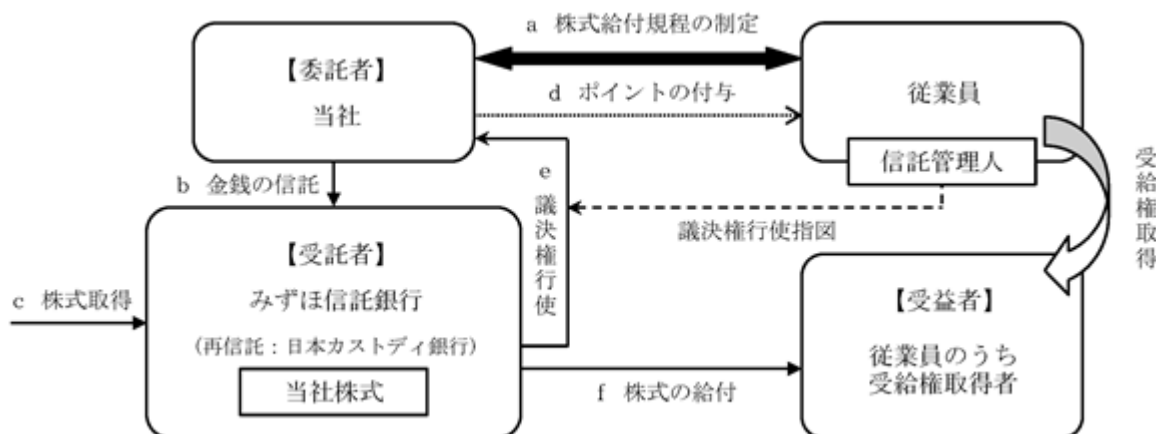 a 株式給付規程の制定
【委託者】
当社
d ポイントの付与
従業員
信託管理人
受給権取得
b 金銭の信託
e 議決権行使
議決権行使指図
【受託者】
みずほ信託銀行
(再信託：日本カストディ銀行)
当社株式
c 株式取得
【受益者】
従業員のうち
受給権取得者
f 株式の給付